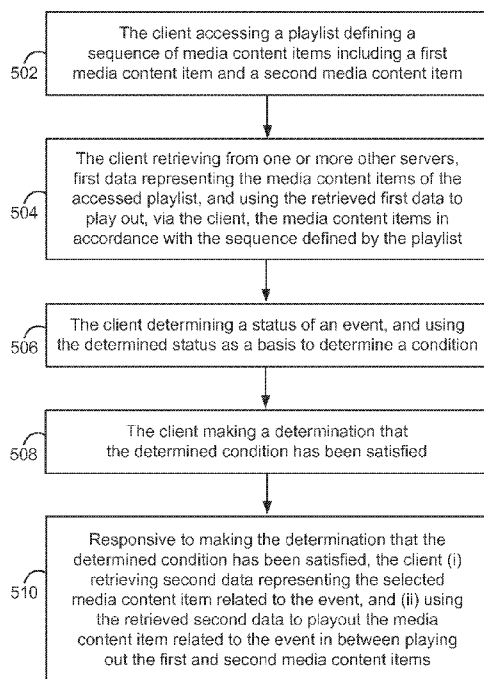 502
The client accessing a playlist defining a
sequence of media content items including a first
media content item and a second media content item
504
The client retrieving from one or more other servers,
first data representing the media content items of the
accessed playlist, and using the retrieved first data to
play out, via the client, the media content items in
accordance with the sequence defined by the playlist
506
The client determining a status of an event, and using
the determined status as a basis to determine a condition
508
The client making a determination that
the determined condition has been satisfied
510
Responsive to making the determination that the
determined condition has been satisfied, the client (i)
retrieving second data representing the selected
media content item related to the event, and (ii) using
the retrieved second data to playout the media
content item related to the event in between playing
out the first and second media content items